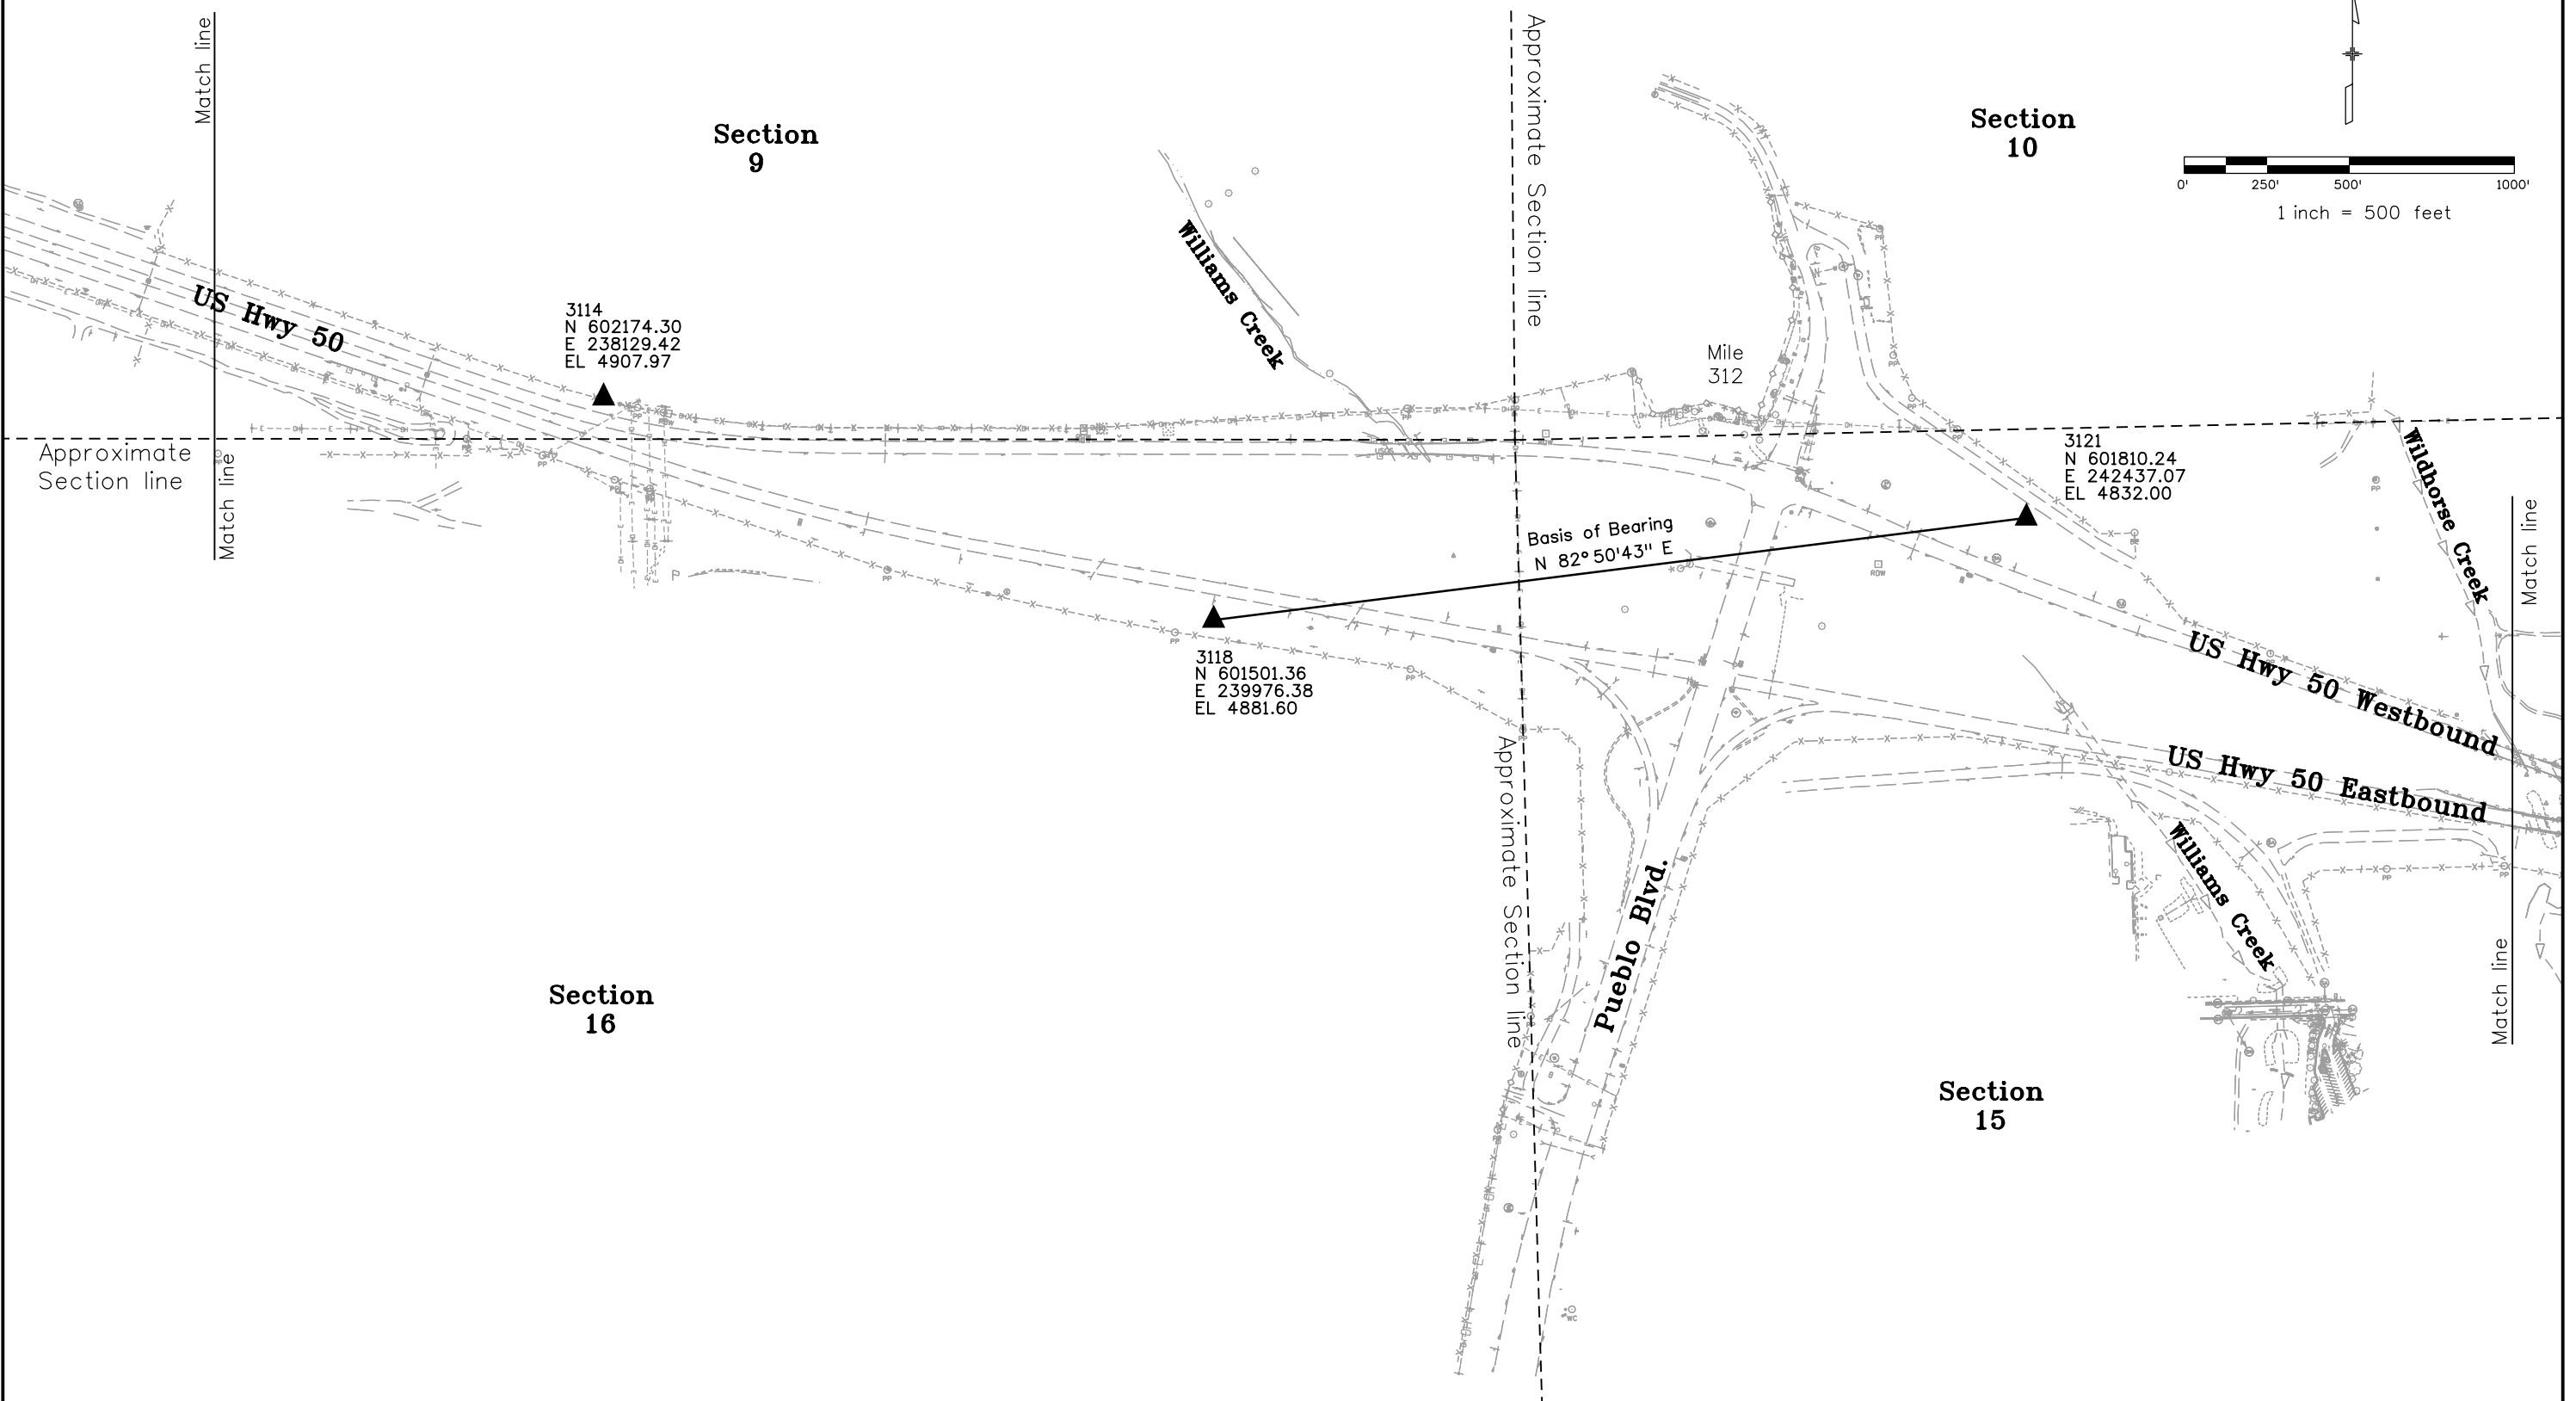 Match line
Approximate Section line
Section
9
Section
10
0'
250'
500'
1000'
1 inch = 500 feet
Williams Creek
US Hwy 50
3114
N 602174.30
E 238129.42
EL 4907.97
Mile
312
Approximate
Section line
Match line
3121
N 601810.24
E 242437.07
EL 4832.00
Wildhorse Creek
Match line
Basis of Bearing
N 82°50'43" E
3118
N 601501.36
E 239976.38
EL 4881.60
US Hwy 50 Westbound
US Hwy 50 Eastbound
Approximate Section line
Pueblo Blvd.
Williams Creek
Match line
Section
16
Section
15
ROW
PP
WC